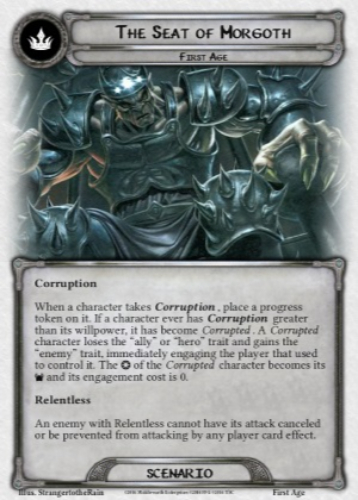 THE SEAT OF MORGOTH
FIRST AGE
Corruption
When a character takes Corruption, place a progress
token on it. If a character ever has Corruption greater
than its willpower, it has become Corrupted. A Corrupted
character loses the “ally” or “hero” trait and gains the
“enemy” trait, immediately engaging the player that used
to control it. The of the Corrupted character becomes its
and its engagement cost is 0.
Relentless
An enemy with Relentless cannot have its attack canceled
or be prevented from attacking by any player card effect.
SCENARIO
Illus. StrangerintheRain
First Age